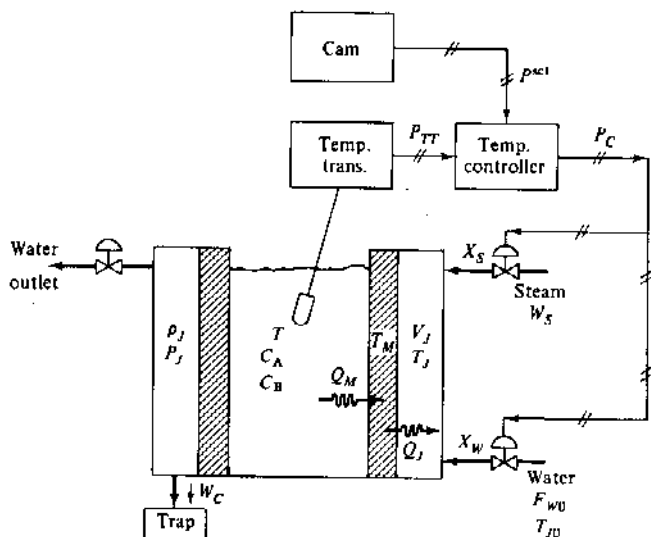 Cam
P^set
Temp.
trans.
P_TT
Temp.
controller
P_C
Water
outlet
X_S
Steam
W_S
ρ_J
P_J
T
C_A
C_B
T_M
V_J
T_J
Q_M
Q_J
X_W
Water
F_W0
T_J0
W_C
Trap